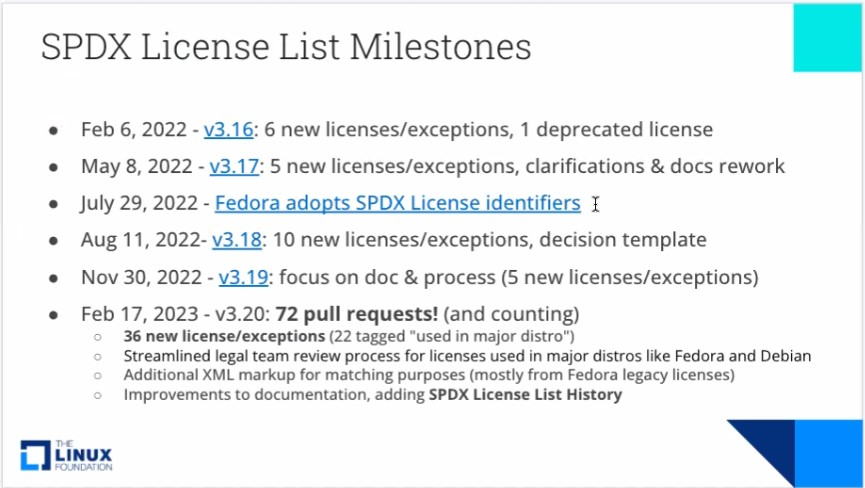 SPDX License List Milestones
● Feb 6, 2022 - v3.16: 6 new licenses/exceptions, 1 deprecated license
● May 8, 2022 - v3.17: 5 new licenses/exceptions, clarifications & docs rework
● July 29, 2022 - Fedora adopts SPDX License identifiers
● Aug 11, 2022- v3.18: 10 new licenses/exceptions, decision template
● Nov 30, 2022 - v3.19: focus on doc & process (5 new licenses/exceptions)
● Feb 17, 2023 - v3.20: 72 pull requests! (and counting)
○ 36 new license/exceptions (22 tagged "used in major distro")
○ Streamlined legal team review process for licenses used in major distros like Fedora and Debian
○ Additional XML markup for matching purposes (mostly from Fedora legacy licenses)
○ Improvements to documentation, adding SPDX License List History
THE
LINUX
FOUNDATION